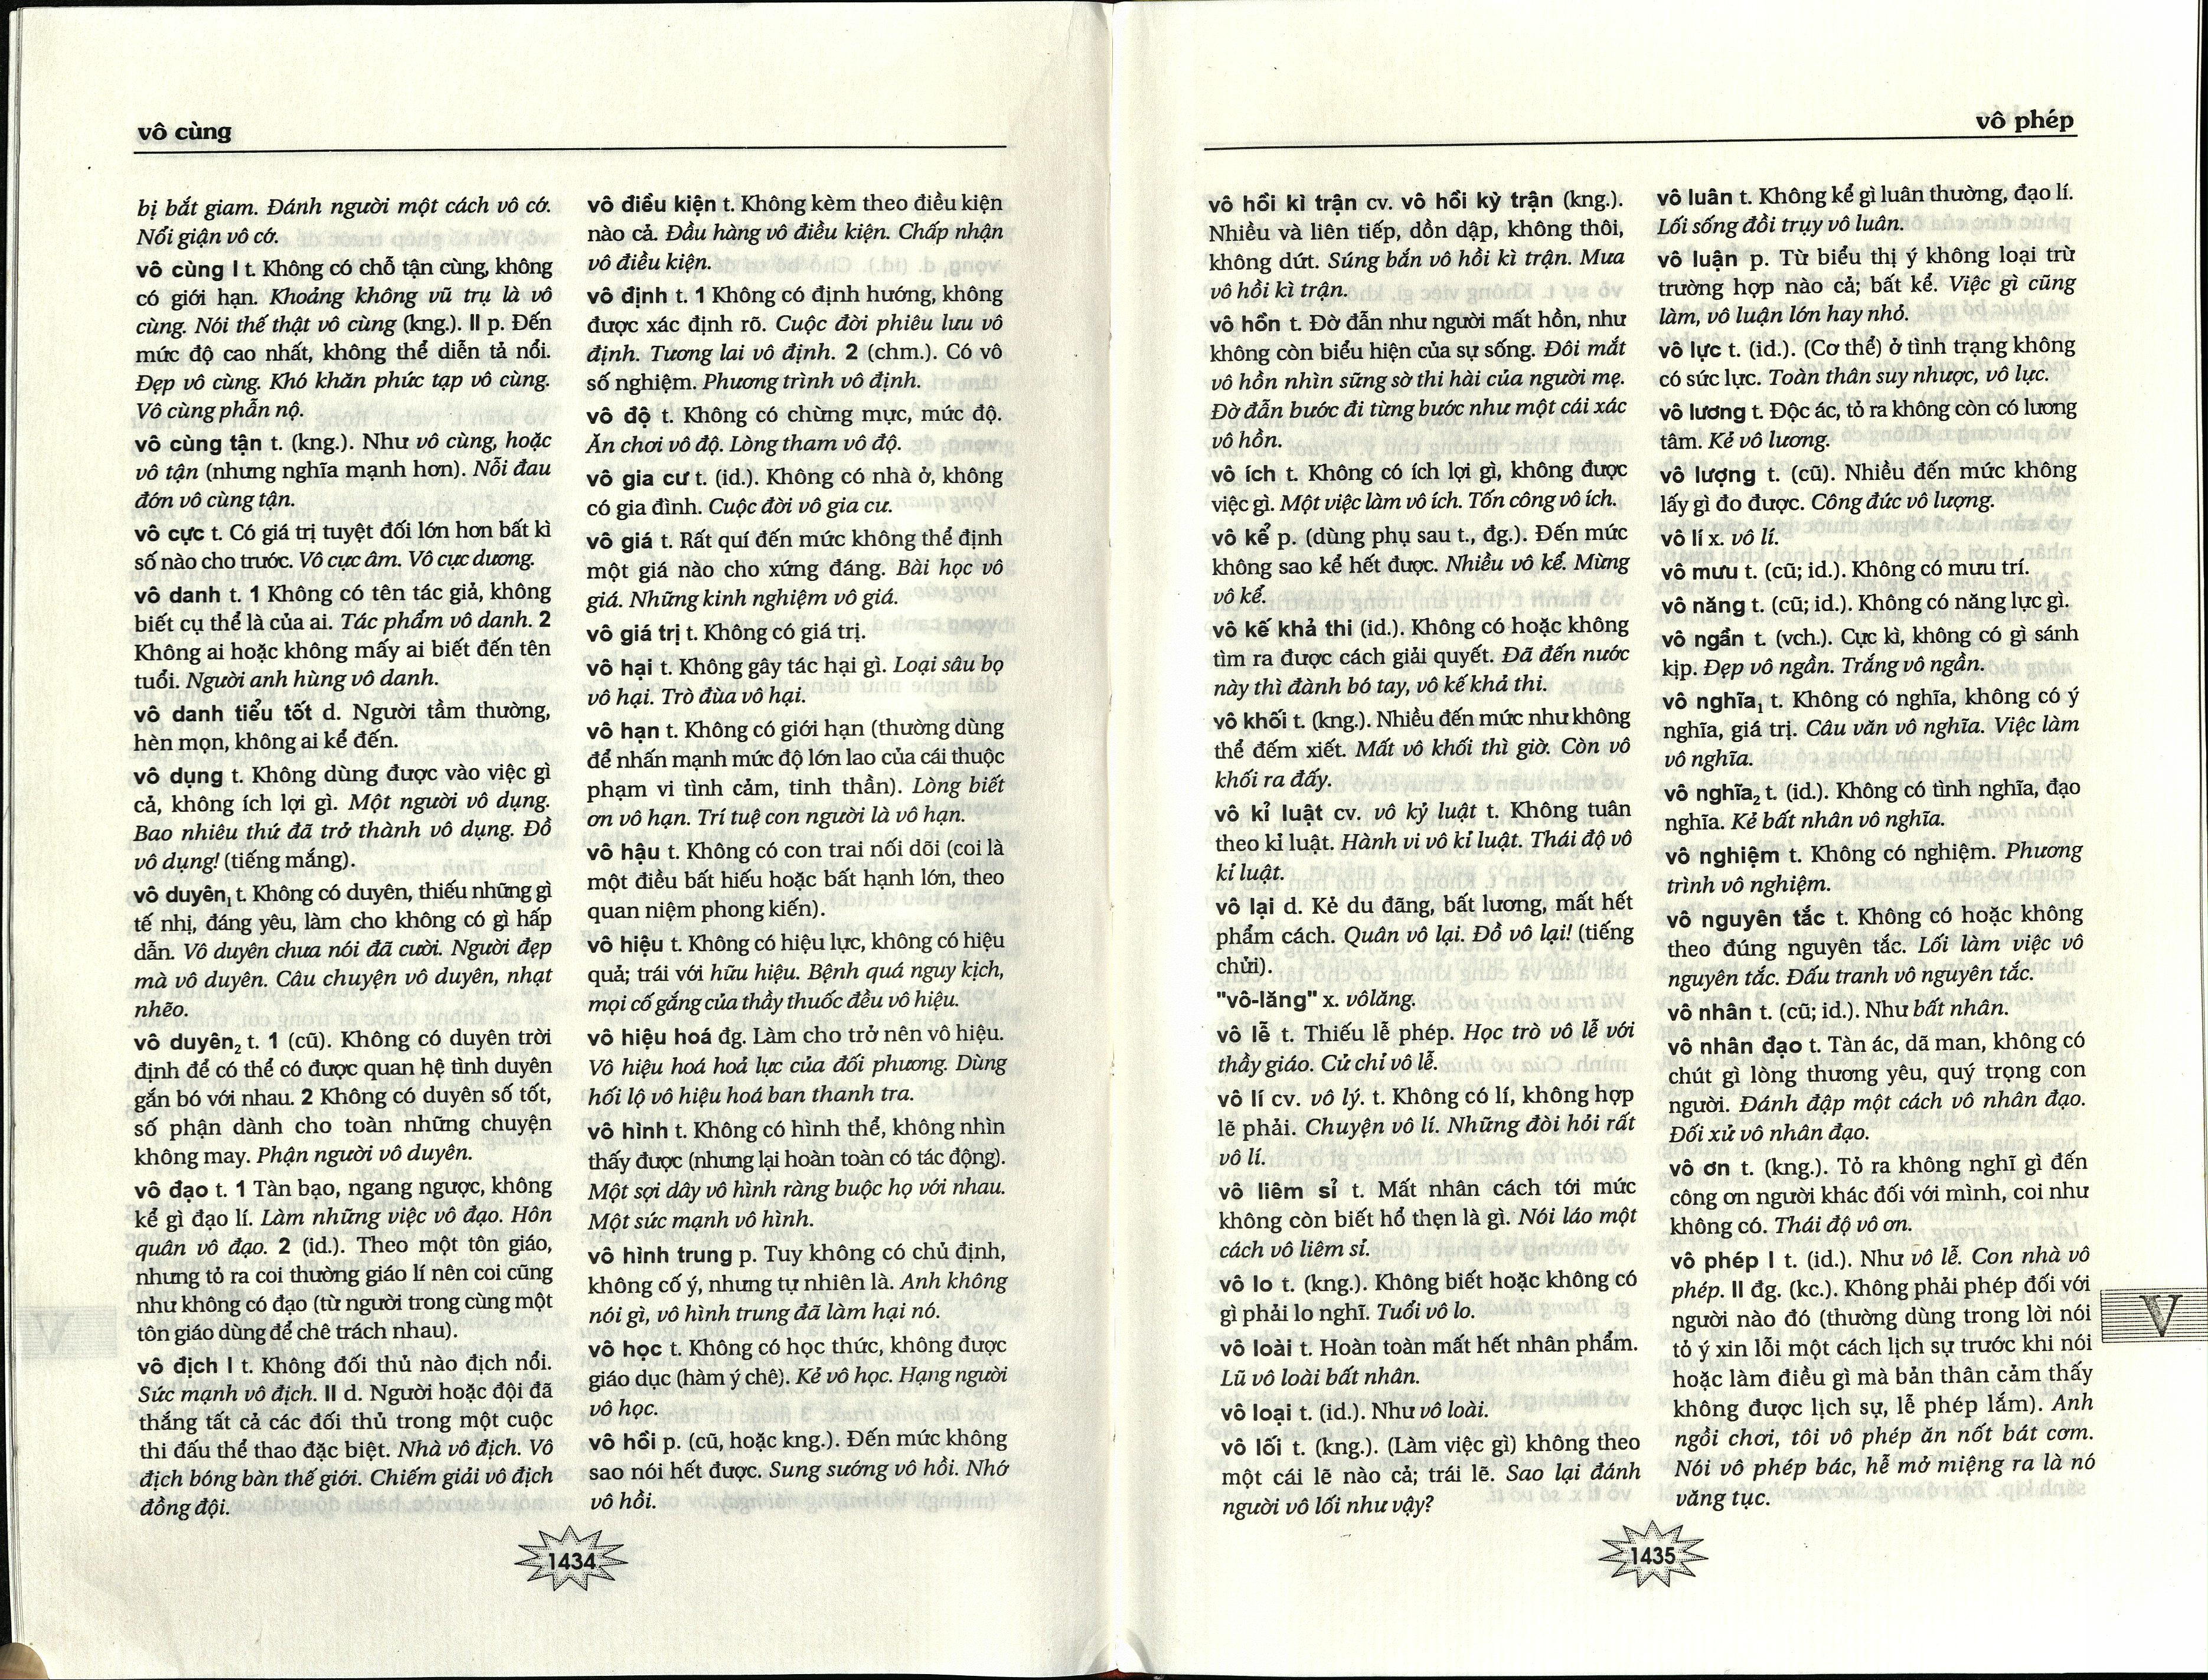 vô cùng
bị bắt giam. Đánh người một cách vô cớ.
Nổi giận vô cớ.
vô cùng I t. Không có chỗ tận cùng, không
có giới hạn. Khoảng không vũ trụ là vô
cùng. Nói thế thật vô cùng (kng.). II p. Đến
mức độ cao nhất, không thể diễn tả nổi.
Đẹp vô cùng. Khó khăn phức tạp vô cùng.
Vô cùng phẫn nộ.
vô cùng tận t. (kng.). Như vô cùng, hoặc
vô tận (nhưng nghĩa mạnh hơn). Nỗi đau
đớn vô cùng tận.
vô cực t. Có giá trị tuyệt đối lớn hơn bất kì
số nào cho trước. Vô cực âm. Vô cực dương.
vô danh t. 1 Không có tên tác giả, không
biết cụ thể là của ai. Tác phẩm vô danh. 2
Không ai hoặc không mấy ai biết đến tên
tuổi. Người anh hùng vô danh.
vô danh tiểu tốt d. Người tầm thường,
hèn mọn, không ai kể đến.
vô dụng t. Không dùng được vào việc gì
cả, không ích lợi gì. Một người vô dụng.
Bao nhiêu thứ đã trở thành vô dụng. Đồ
vô dụng! (tiếng mắng).
vô duyên₁ t. Không có duyên, thiếu những gì
tế nhị, đáng yêu, làm cho không có gì hấp
dẫn. Vô duyên chưa nói đã cười. Người đẹp
mà vô duyên. Câu chuyện vô duyên, nhạt
nhẽo.
vô duyên₂ t. 1 (cũ). Không có duyên trời
định để có thể có được quan hệ tình duyên
gắn bó với nhau. 2 Không có duyên số tốt,
số phận dành cho toàn những chuyện
không may. Phận người vô duyên.
vô đạo t. 1 Tàn bạo, ngang ngược, không
kể gì đạo lí. Làm những việc vô đạo. Hôn
quân vô đạo. 2 (id.). Theo một tôn giáo,
nhưng tỏ ra coi thường giáo lí nên coi cũng
như không có đạo (từ người trong cùng một
tôn giáo dùng để chê trách nhau).
vô địch I t. Không đối thủ nào địch nổi.
Sức mạnh vô địch. II d. Người hoặc đội đã
thắng tất cả các đối thủ trong một cuộc
thi đấu thể thao đặc biệt. Nhà vô địch. Vô
địch bóng bàn thế giới. Chiếm giải vô địch
đồng đội.
vô điều kiện t. Không kèm theo điều kiện
nào cả. Đầu hàng vô điều kiện. Chấp nhận
vô điều kiện.
vô định t. 1 Không có định hướng, không
được xác định rõ. Cuộc đời phiêu lưu vô
định. Tương lai vô định. 2 (chm.). Có vô
số nghiệm. Phương trình vô định.
vô độ t. Không có chừng mực, mức độ.
Ăn chơi vô độ. Lòng tham vô độ.
vô gia cư t. (id.). Không có nhà ở, không
có gia đình. Cuộc đời vô gia cư.
vô giá t. Rất quí đến mức không thể định
một giá nào cho xứng đáng. Bài học vô
giá. Những kinh nghiệm vô giá.
vô giá trị t. Không có giá trị.
vô hại t. Không gây tác hại gì. Loại sâu bọ
vô hại. Trò đùa vô hại.
vô hạn t. Không có giới hạn (thường dùng
để nhấn mạnh mức độ lớn lao của cái thuộc
phạm vi tình cảm, tinh thần). Lòng biết
ơn vô hạn. Trí tuệ con người là vô hạn.
vô hậu t. Không có con trai nối dõi (coi là
một điều bất hiếu hoặc bất hạnh lớn, theo
quan niệm phong kiến).
vô hiệu t. Không có hiệu lực, không có hiệu
quả; trái với hữu hiệu. Bệnh quá nguy kịch,
mọi cố gắng của thầy thuốc đều vô hiệu.
vô hiệu hoá đg. Làm cho trở nên vô hiệu.
Vô hiệu hoá hoả lực của đối phương. Dùng
hối lộ vô hiệu hoá ban thanh tra.
vô hình t. Không có hình thể, không nhìn
thấy được (nhưng lại hoàn toàn có tác động).
Một sợi dây vô hình ràng buộc họ với nhau.
Một sức mạnh vô hình.
vô hình trung p. Tuy không có chủ định,
không cố ý, nhưng tự nhiên là. Anh không
nói gì, vô hình trung đã làm hại nó.
vô học t. Không có học thức, không được
giáo dục (hàm ý chê). Kẻ vô học. Hạng người
vô học.
vô hồi p. (cũ, hoặc kng.). Đến mức không
sao nói hết được. Sung sướng vô hồi. Nhớ
vô hồi.
1434
vô phép
vô hồi kì trận cv. vô hồi kỳ trận (kng.).
Nhiều và liên tiếp, dồn dập, không thôi,
không dứt. Súng bắn vô hồi kì trận. Mưa
vô hồi kì trận.
vô hồn t. Đờ đẫn như người mất hồn, như
không còn biểu hiện của sự sống. Đôi mắt
vô hồn nhìn sững sờ thi hài của người mẹ.
Đờ đẫn bước đi từng bước như một cái xác
vô hồn.
vô ích t. Không có ích lợi gì, không được
việc gì. Một việc làm vô ích. Tốn công vô ích.
vô kể p. (dùng phụ sau t., đg.). Đến mức
không sao kể hết được. Nhiều vô kể. Mừng
vô kể.
vô kế khả thi (id.). Không có hoặc không
tìm ra được cách giải quyết. Đã đến nước
này thì đành bó tay, vô kế khả thi.
vô khối t. (kng.). Nhiều đến mức như không
thể đếm xiết. Mất vô khối thì giờ. Còn vô
khối ra đấy.
vô kỉ luật cv. vô kỷ luật t. Không tuân
theo kỉ luật. Hành vi vô kỉ luật. Thái độ vô
kỉ luật.
vô lại d. Kẻ du đãng, bất lương, mất hết
phẩm cách. Quân vô lại. Đồ vô lại! (tiếng
chửi).
"vô-lăng" x. vôlăng.
vô lễ t. Thiếu lễ phép. Học trò vô lễ với
thầy giáo. Cử chỉ vô lễ.
vô lí cv. vô lý. t. Không có lí, không hợp
lẽ phải. Chuyện vô lí. Những đòi hỏi rất
vô lí.
vô liêm sỉ t. Mất nhân cách tới mức
không còn biết hổ thẹn là gì. Nói láo một
cách vô liêm sỉ.
vô lo t. (kng.). Không biết hoặc không có
gì phải lo nghĩ. Tuổi vô lo.
vô loài t. Hoàn toàn mất hết nhân phẩm.
Lũ vô loài bất nhân.
vô loại t. (id.). Như vô loài.
vô lối t. (kng.). (Làm việc gì) không theo
một cái lẽ nào cả; trái lẽ. Sao lại đánh
người vô lối như vậy?
vô luân t. Không kể gì luân thường, đạo lí.
Lối sống đồi trụy vô luân.
vô luận p. Từ biểu thị ý không loại trừ
trường hợp nào cả; bất kể. Việc gì cũng
làm, vô luận lớn hay nhỏ.
vô lực t. (id.). (Cơ thể) ở tình trạng không
có sức lực. Toàn thân suy nhược, vô lực.
vô lương t. Độc ác, tỏ ra không còn có lương
tâm. Kẻ vô lương.
vô lượng t. (cũ). Nhiều đến mức không
lấy gì đo được. Công đức vô lượng.
vô lí x. vô lí.
vô mưu t. (cũ; id.). Không có mưu trí.
vô năng t. (cũ; id.). Không có năng lực gì.
vô ngần t. (vch.). Cực kì, không có gì sánh
kịp. Đẹp vô ngần. Trắng vô ngần.
vô nghĩa₁ t. Không có nghĩa, không có ý
nghĩa, giá trị. Câu văn vô nghĩa. Việc làm
vô nghĩa.
vô nghĩa₂ t. (id.). Không có tình nghĩa, đạo
nghĩa. Kẻ bất nhân vô nghĩa.
vô nghiệm t. Không có nghiệm. Phương
trình vô nghiệm.
vô nguyên tắc t. Không có hoặc không
theo đúng nguyên tắc. Lối làm việc vô
nguyên tắc. Đấu tranh vô nguyên tắc.
vô nhân t. (cũ; id.). Như bất nhân.
vô nhân đạo t. Tàn ác, dã man, không có
chút gì lòng thương yêu, quý trọng con
người. Đánh đập một cách vô nhân đạo.
Đối xử vô nhân đạo.
vô ơn t. (kng.). Tỏ ra không nghĩ gì đến
công ơn người khác đối với mình, coi như
không có. Thái độ vô ơn.
vô phép I t. (id.). Như vô lễ. Con nhà vô
phép. II đg. (kc.). Không phải phép đối với
người nào đó (thường dùng trong lời nói
tỏ ý xin lỗi một cách lịch sự trước khi nói
hoặc làm điều gì mà bản thân cảm thấy
không được lịch sự, lễ phép lắm). Anh
ngồi chơi, tôi vô phép ăn nốt bát cơm.
Nói vô phép bác, hễ mở miệng ra là nó
văng tục.
V
1435